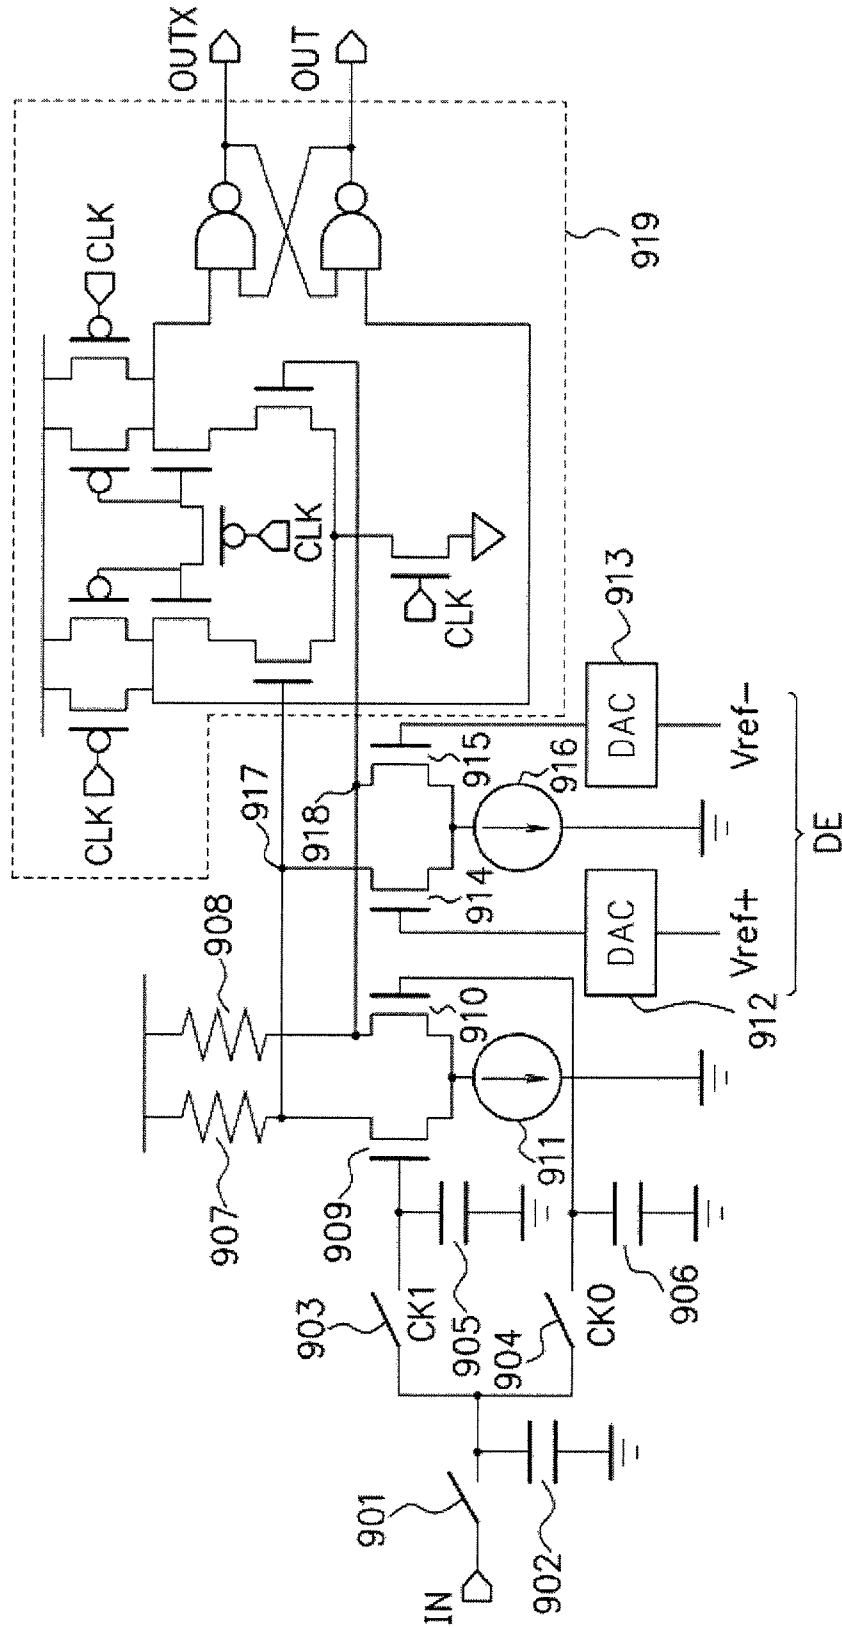 IN
901
902
903
904
CK1
CK0
905
906
907
908
909
910
911
912
913
DAC
DAC
Vref+
Vref-
DE
914
915
916
917
918
CLK
CLK
CLK
CLK
919
OUTX
OUT